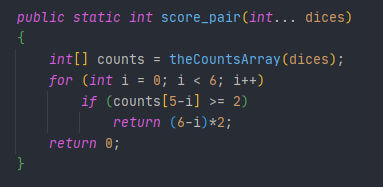 public static int score_pair(int... dices)
{
    int[] counts = theCountsArray(dices);
    for (int i = 0; i < 6; i++)
        if (counts[5-i] >= 2)
            return (6-i)*2;
    return 0;
}